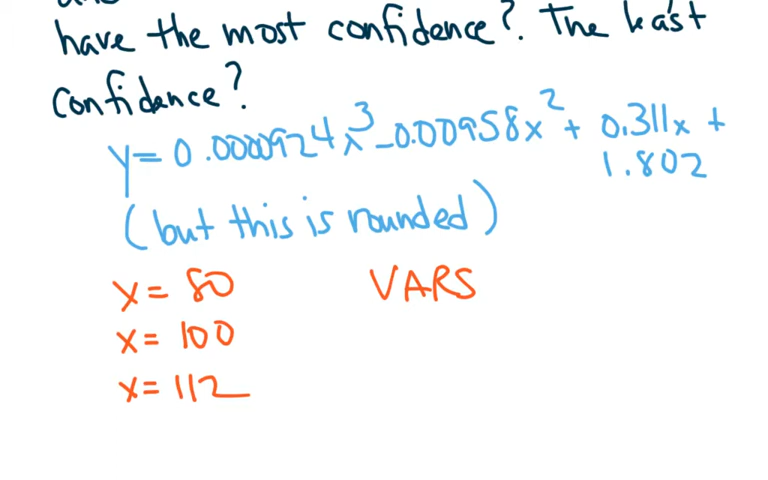 have the most confidence?. The least
confidence?
y = 0.0000924x³ - 0.00958x² + 0.311x +
1.802
(but this is rounded)
x = 80 VARS
x = 100
x = 112